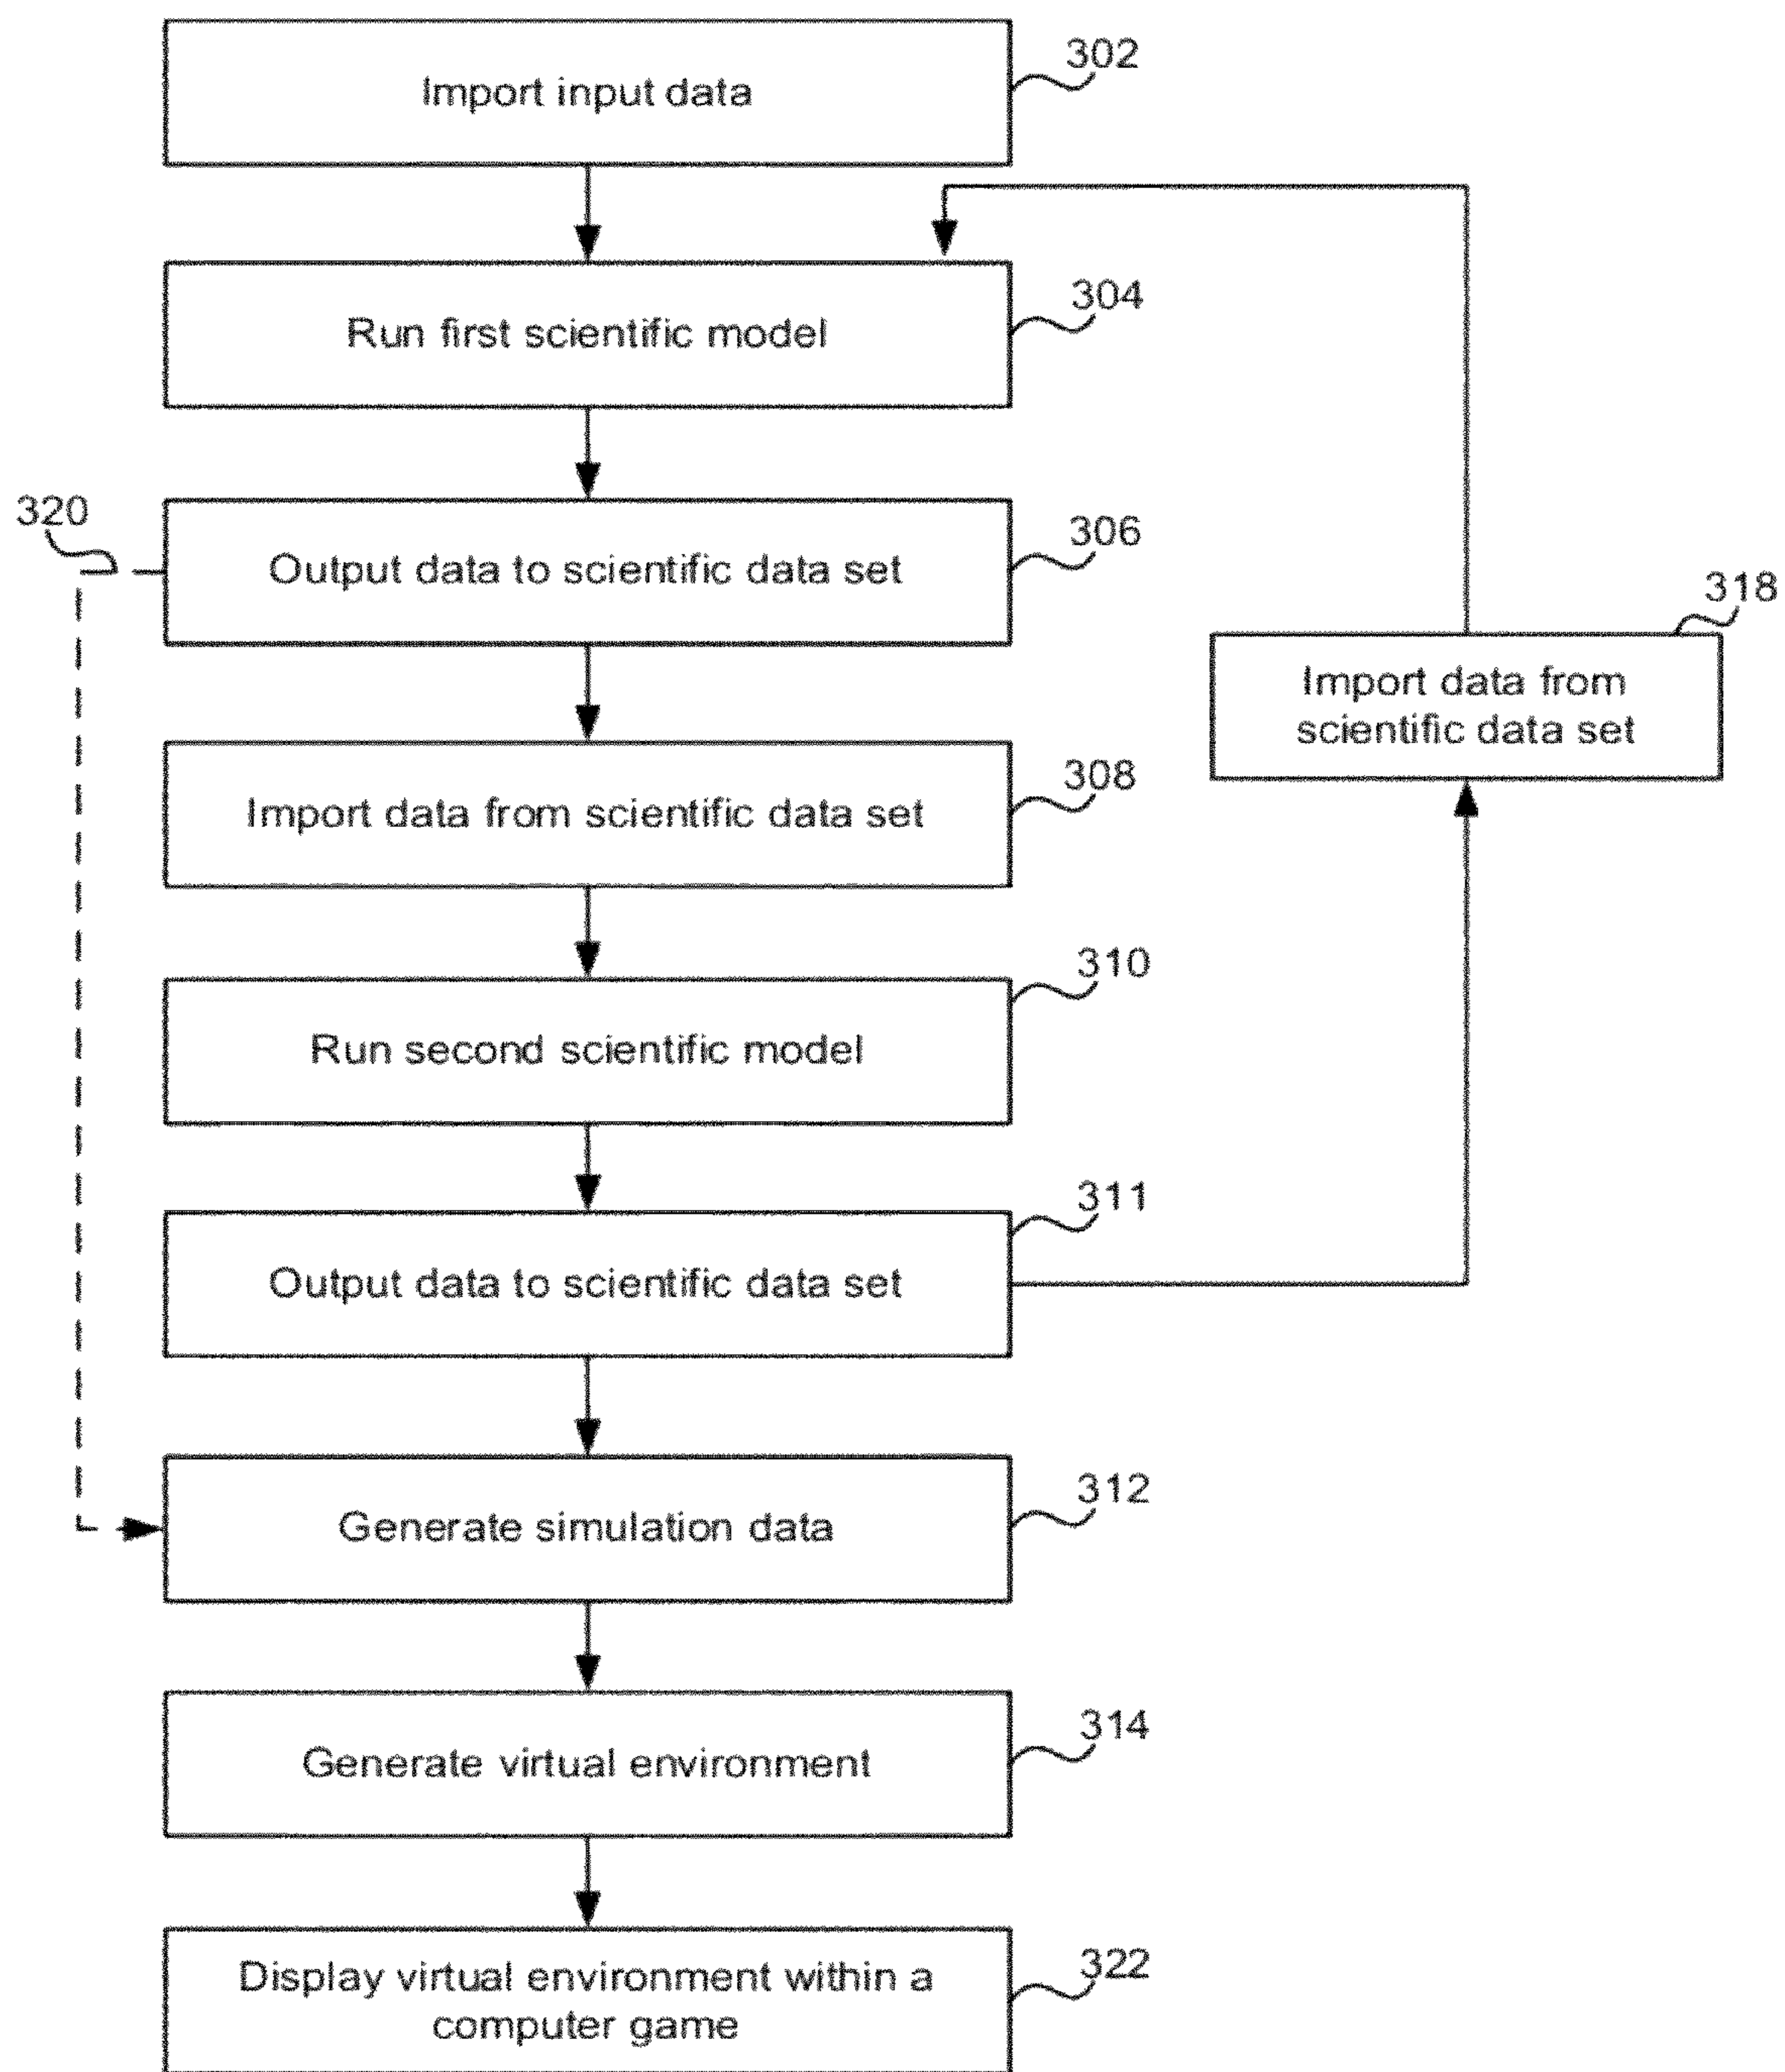 Import input data
302
Run first scientific model
304
320
Output data to scientific data set
306
318
Import data from
scientific data set
Import data from scientific data set
308
Run second scientific model
310
Output data to scientific data set
311
Generate simulation data
312
Generate virtual environment
314
Display virtual environment within a
computer game
322